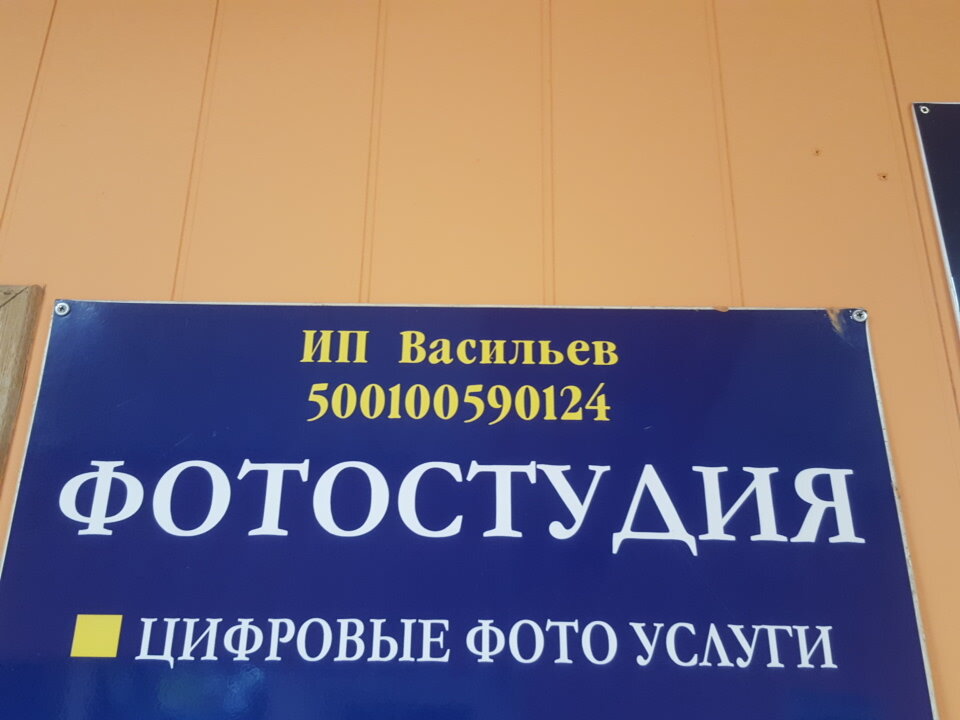 ИП Васильев
500100590124
ФОТОСТУДИЯ
ЦИФРОВЫЕ ФОТО УСЛУГИ